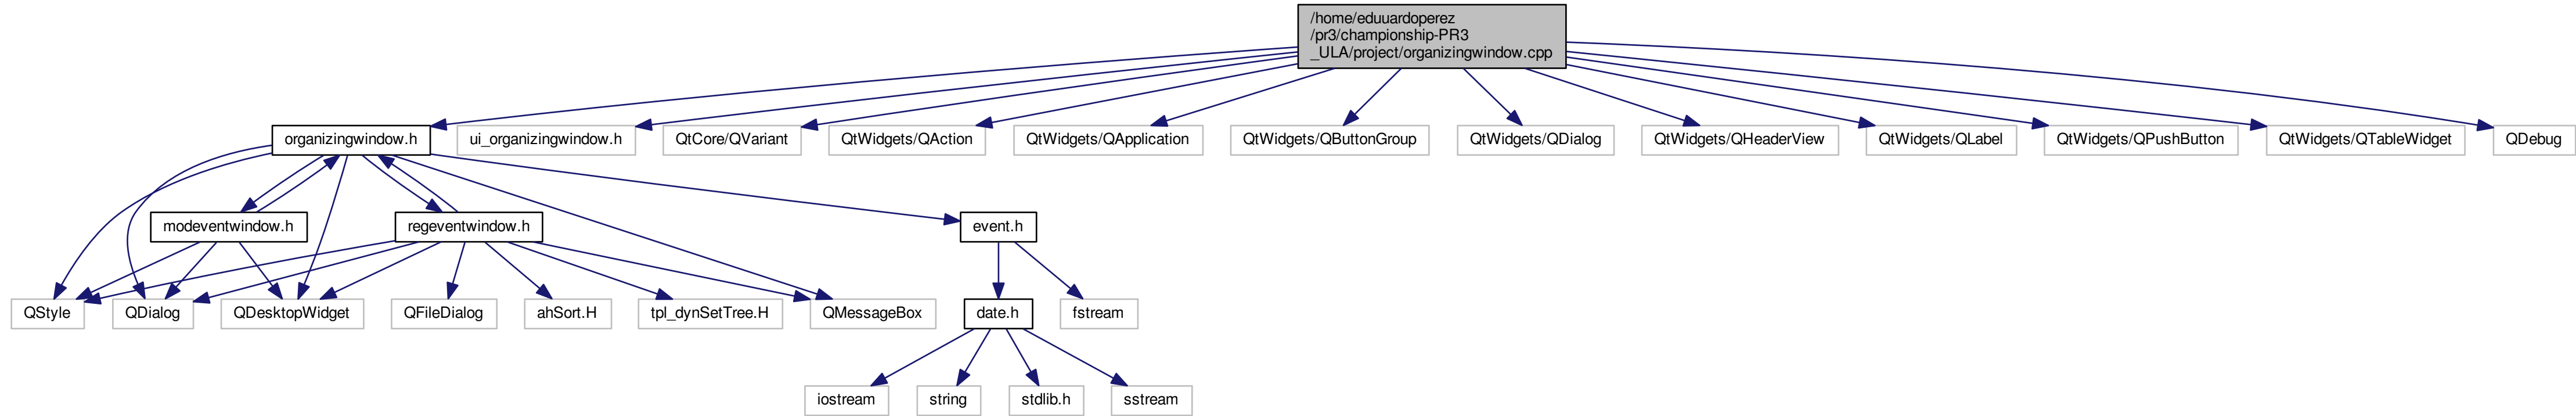 /home/eduuardoperez
/pr3/championship-PR3
_ULA/project/organizingwindow.cpp
organizingwindow.h
ui_organizingwindow.h
QtCore/QVariant
QtWidgets/QAction
QtWidgets/QApplication
QtWidgets/QButtonGroup
QtWidgets/QDialog
QtWidgets/QHeaderView
QtWidgets/QLabel
QtWidgets/QPushButton
QtWidgets/QTableWidget
QDebug
modeventwindow.h
regeventwindow.h
event.h
QStyle
QDialog
QDesktopWidget
QFileDialog
ahSort.H
tpl_dynSetTree.H
QMessageBox
date.h
fstream
iostream
string
stdlib.h
sstream